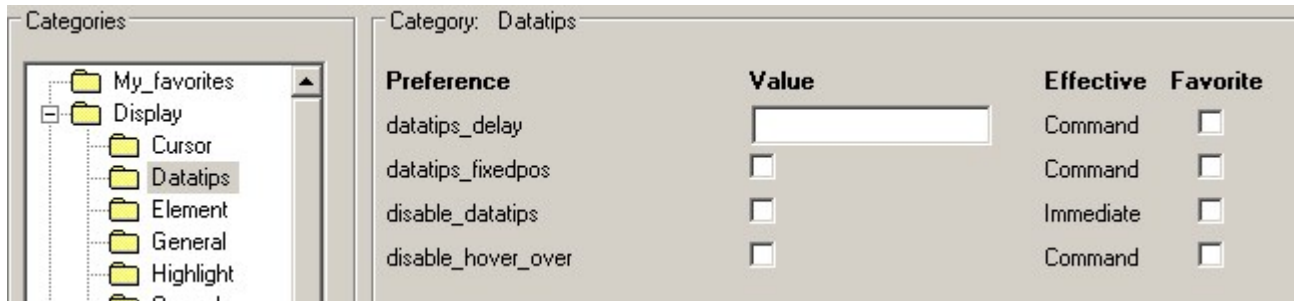 Categories
My_favorites
Display
Cursor
Datatips
Element
General
Highlight
Category: Datatips
Preference Value Effective Favorite
datatips_delay Command
datatips_fixedpos Command
disable_datatips Immediate
disable_hover_over Command